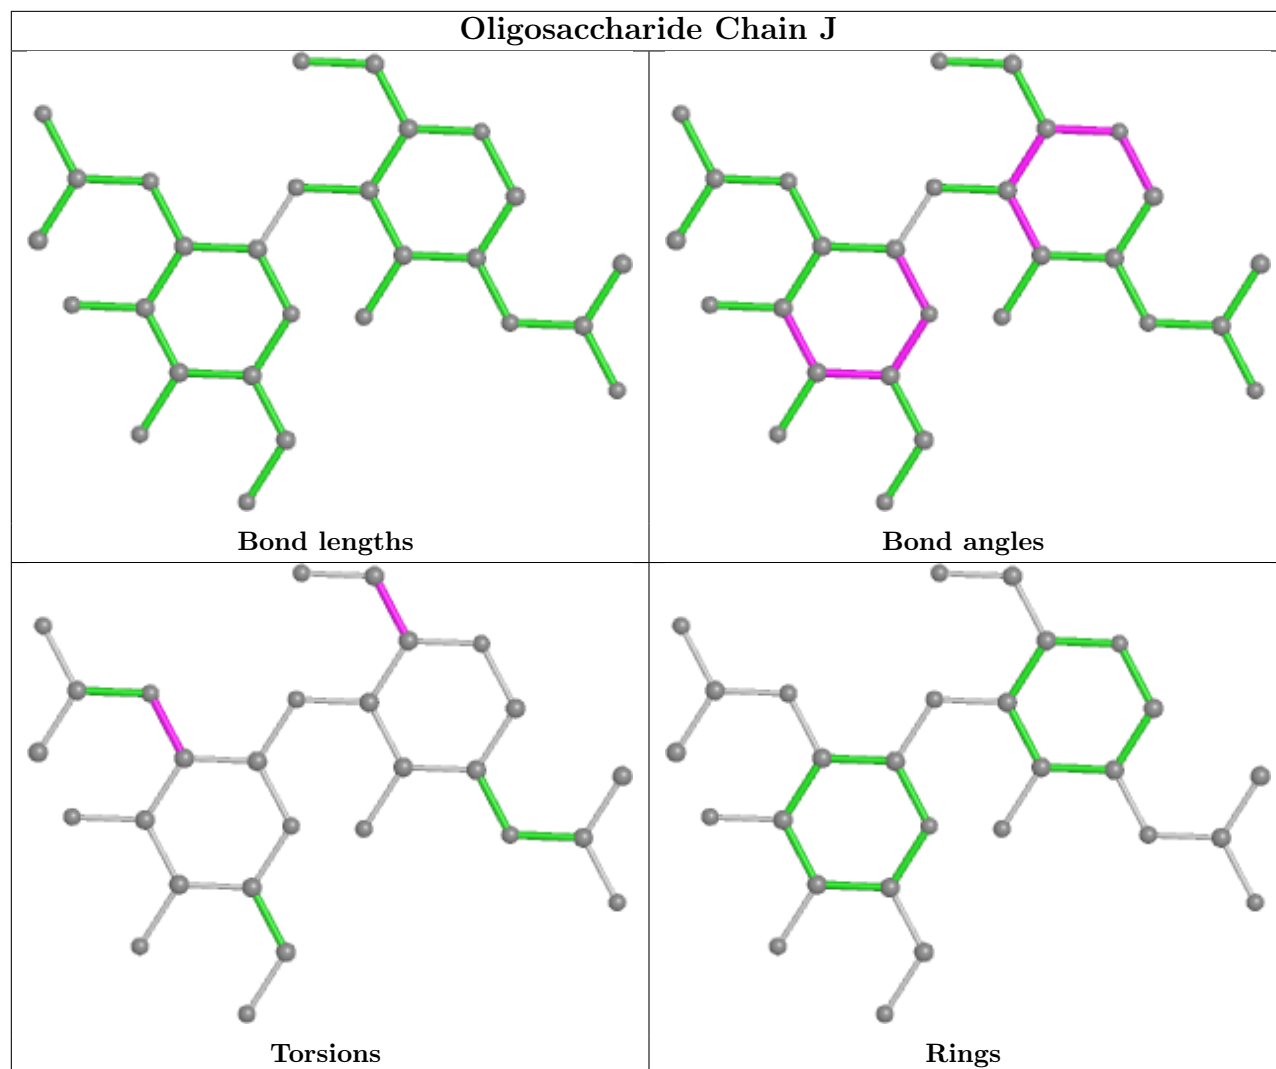 Oligosaccharide Chain J
Bond lengths
Bond angles
Torsions
Rings